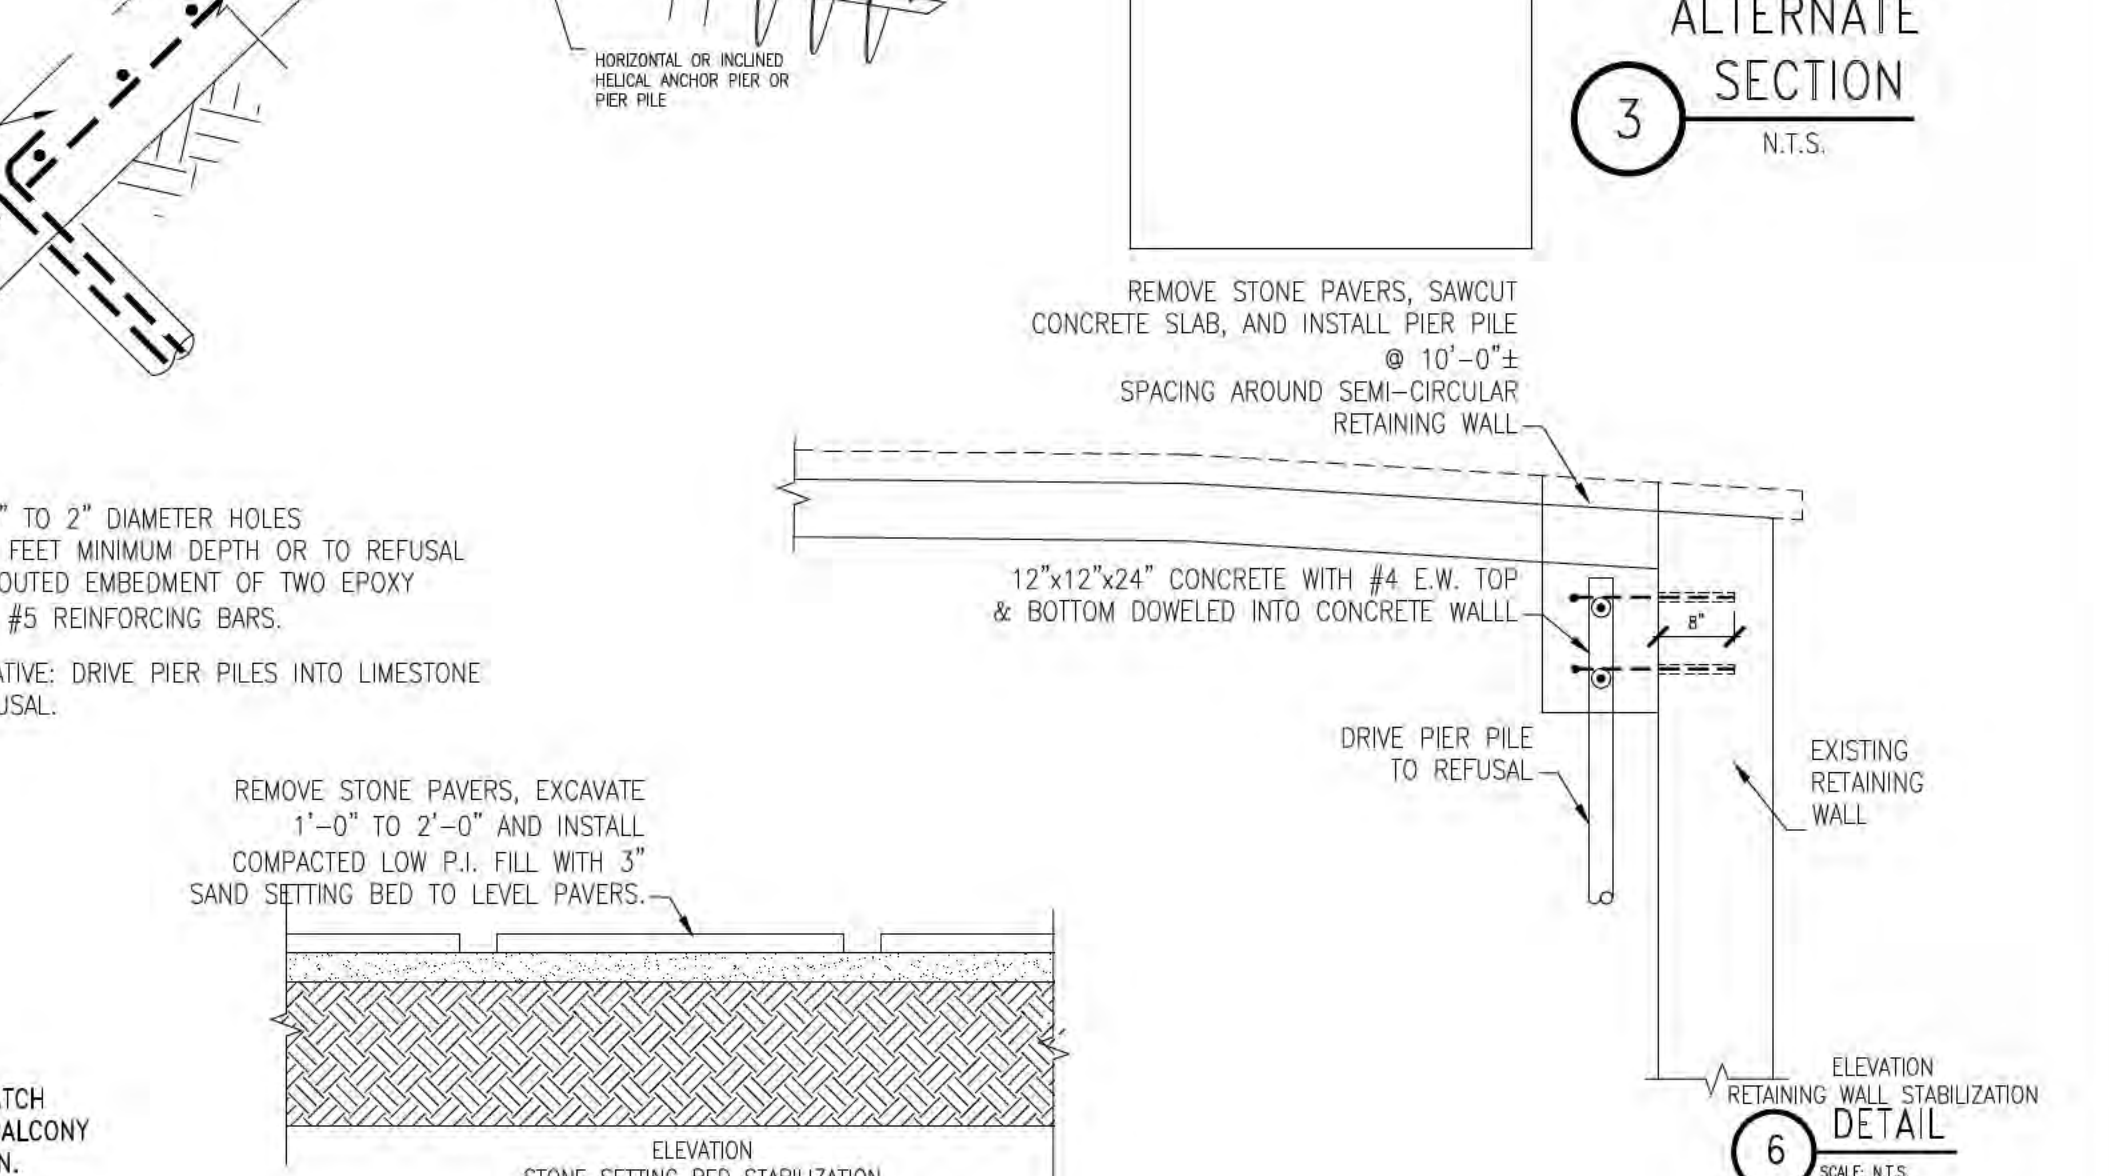 HORIZONTAL OR INCLINED
HELICAL ANCHOR PIER OR
PIER PILE
ALTERNATE
SECTION
3
N.T.S.
REMOVE STONE PAVERS, SAWCUT
CONCRETE SLAB, AND INSTALL PIER PILE
@ 10'-0"±
SPACING AROUND SEMI-CIRCULAR
RETAINING WALL
" TO 2" DIAMETER HOLES
FEET MINIMUM DEPTH OR TO REFUSAL
OUTED EMBEDMENT OF TWO EPOXY
#5 REINFORCING BARS.
ATIVE: DRIVE PIER PILES INTO LIMESTONE
USAL.
12"x12"x24" CONCRETE WITH #4 E.W. TOP
& BOTTOM DOWELED INTO CONCRETE WALLL
8"
DRIVE PIER PILE
TO REFUSAL
EXISTING
RETAINING
WALL
REMOVE STONE PAVERS, EXCAVATE
1'-0" TO 2'-0" AND INSTALL
COMPACTED LOW P.I. FILL WITH 3"
SAND SETTING BED TO LEVEL PAVERS.
ATCH
ALCONY
N.
ELEVATION
STONE SETTING BED STABILIZATION
ELEVATION
RETAINING WALL STABILIZATION
DETAIL
6
SCALE: N.T.S.